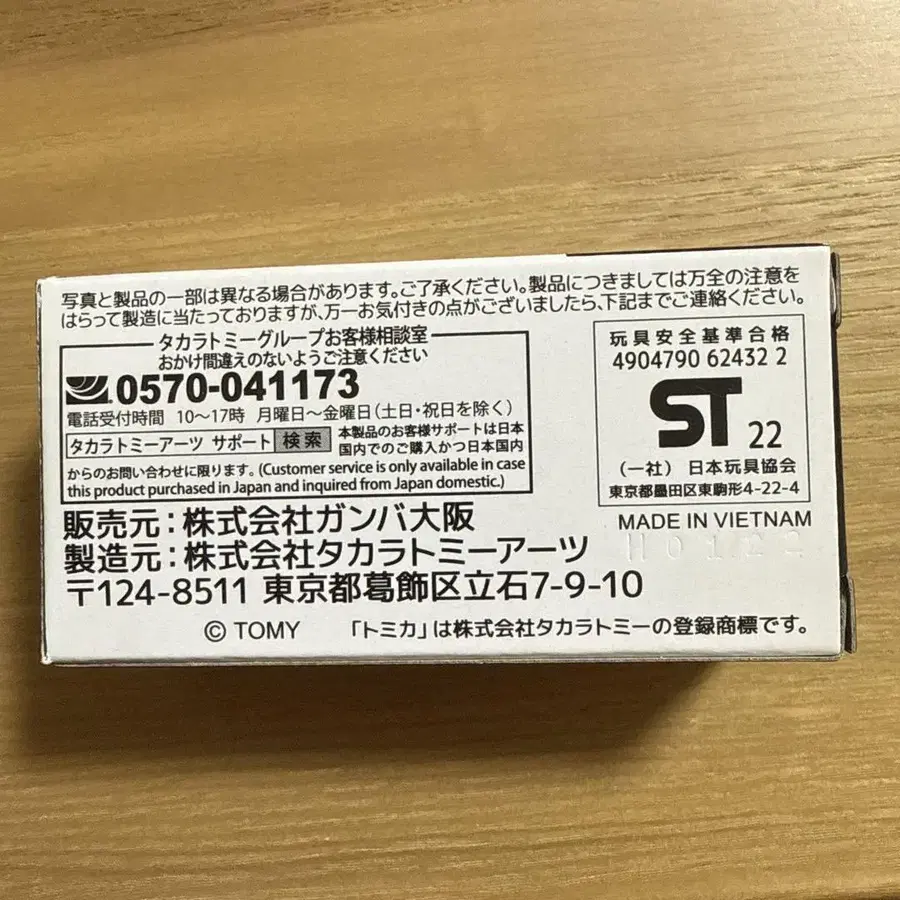 写真と製品の一部は異なる場合があります。ご了承ください。製品につきましては万全の注意を
はらって製造に当たっておりますが、万一お気付きの点がございましたら、下記までご連絡ください。
タカラトミーグループお客様相談室
おかけ間違えのないようご注意ください
0570-041173
電話受付時間 10〜17時 月曜日〜金曜日(土日・祝日を除く)
タカラトミーアーツ サポート 検索
本製品のお客様サポートは日本
国内でのご購入かつ日本国内
からのお問い合わせに限ります。(Customer service is only available in case
this product purchased in Japan and inquired from Japan domestic.)
玩具安全基準合格
4904790 62432 2
ST 22
(一社) 日本玩具協会
東京都墨田区東駒形4-22-4
MADE IN VIETNAM
販売元:株式会社ガンバ大阪
製造元:株式会社タカラトミーアーツ
〒124-8511 東京都葛飾区立石7-9-10
© TOMY 「トミカ」は株式会社タカラトミーの登録商標です。